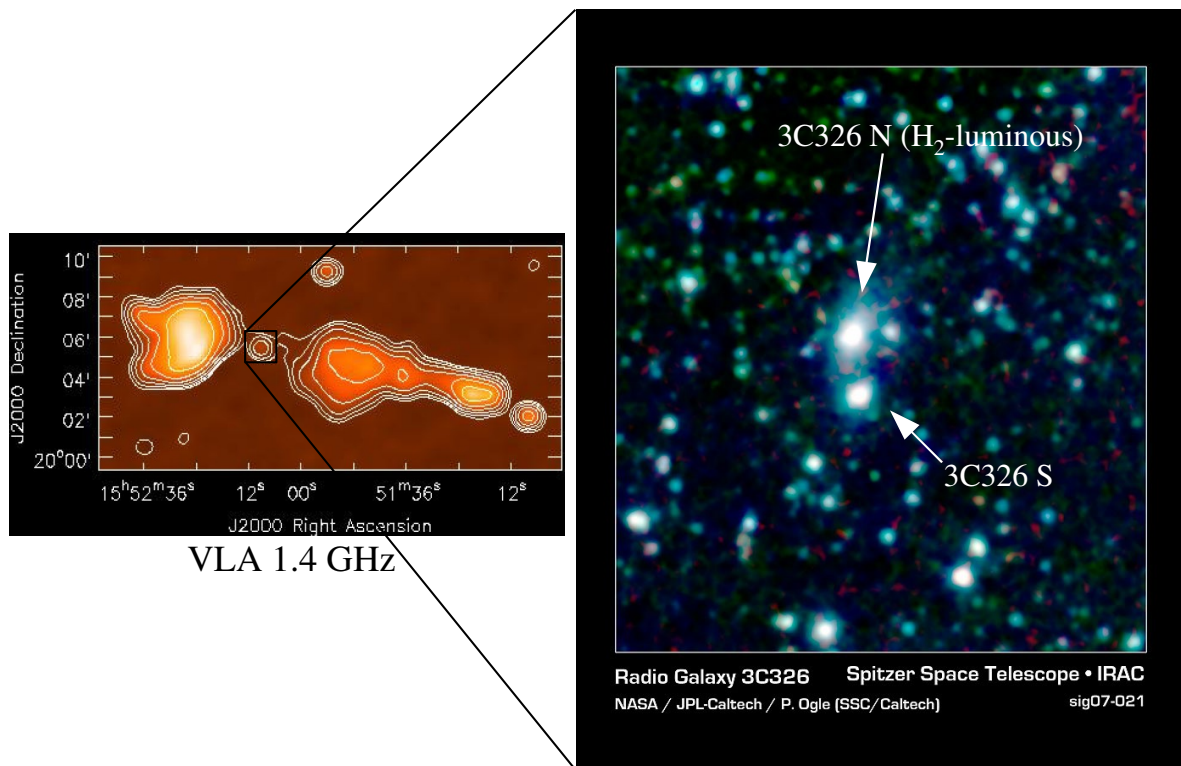 3C326 N (H₂-luminous)
3C326 S
10'
08'
06'
04'
02'
20°00'
J2000 Declination
15ʰ52ᵐ36ˢ 12ˢ 00ˢ 51ᵐ36ˢ 12ˢ
J2000 Right Ascension
VLA 1.4 GHz
Radio Galaxy 3C326 Spitzer Space Telescope • IRAC
NASA / JPL-Caltech / P. Ogle (SSC/Caltech) sig07-021